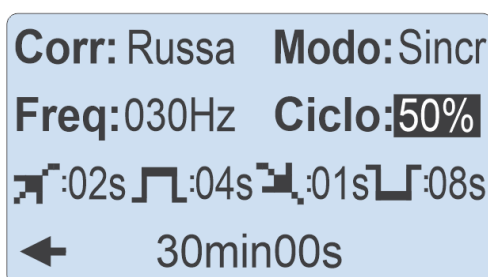 Corr: Russa Modo: Sincr
Freq:030Hz Ciclo:50%
:02s :04s :01s :08s
30min00s